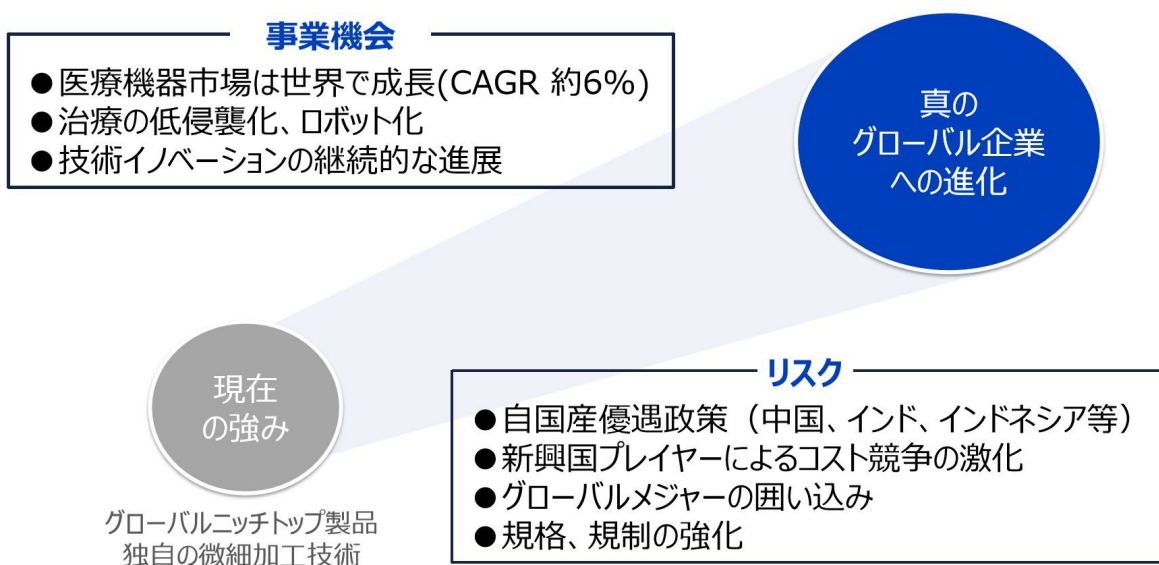 事業機会
●医療機器市場は世界で成長(CAGR 約6%)
●治療の低侵襲化、ロボット化
●技術イノベーションの継続的な進展
真の
グローバル企業
への進化
現在
の強み
グローバルニッチトップ製品
独自の微細加工技術
リスク
●自国産優遇政策（中国、インド、インドネシア等）
●新興国プレイヤーによるコスト競争の激化
●グローバルメジャーの囲い込み
●規格、規制の強化